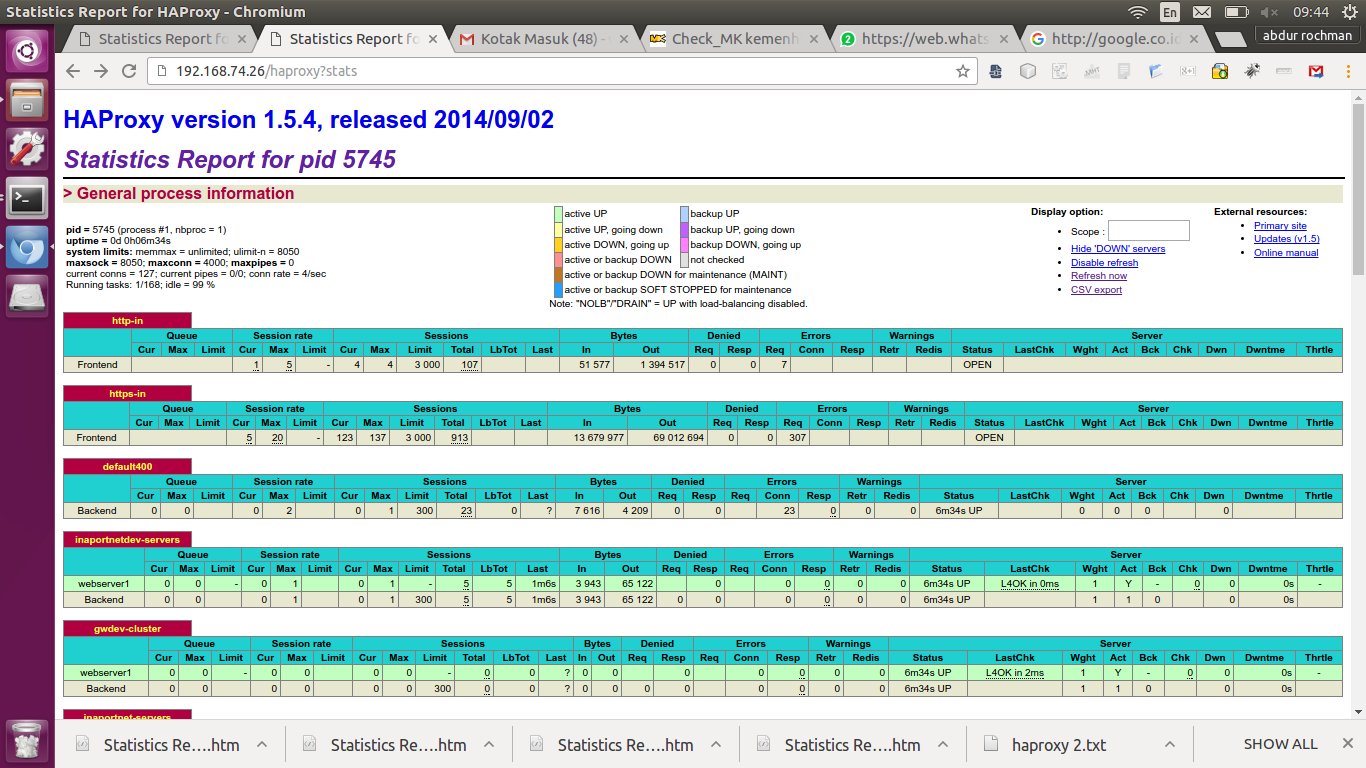 Statistics Report for HAProxy - Chromium
En
09:44
Statistics Report fo
Statistics Report fo
Kotak Masuk (48) -
Check_MK kemenh
2 https://web.whats
http://google.co.id
abdur rochman
192.168.74.26/haproxy?stats
HAProxy version 1.5.4, released 2014/09/02
Statistics Report for pid 5745
> General process information
pid = 5745 (process #1, nbproc = 1)
uptime = 0d 0h06m34s
system limits: memmax = unlimited; ulimit-n = 8050
maxsock = 8050; maxconn = 4000; maxpipes = 0
current conns = 127; current pipes = 0/0; conn rate = 4/sec
Running tasks: 1/168; idle = 99 %
active UP backup UP
active UP, going down backup UP, going down
active DOWN, going up backup DOWN, going up
active or backup DOWN not checked
active or backup DOWN for maintenance (MAINT)
active or backup SOFT STOPPED for maintenance
Note: "NOLB"/"DRAIN" = UP with load-balancing disabled.
Display option:
Scope :
Hide 'DOWN' servers
Disable refresh
Refresh now
CSV export
External resources:
Primary site
Updates (v1.5)
Online manual
http-in
Queue Session rate Sessions Bytes Denied Errors Warnings Server
Cur Max Limit Cur Max Limit Cur Max Limit Total LbTot Last In Out Req Resp Req Conn Resp Retr Redis Status LastChk Wght Act Bck Chk Dwn Dwntme Thrtle
Frontend 1 5 - 4 4 3 000 107 51 577 1 394 517 0 0 7 OPEN
https-in
Queue Session rate Sessions Bytes Denied Errors Warnings Server
Cur Max Limit Cur Max Limit Cur Max Limit Total LbTot Last In Out Req Resp Req Conn Resp Retr Redis Status LastChk Wght Act Bck Chk Dwn Dwntme Thrtle
Frontend 5 20 - 123 137 3 000 913 13 679 977 69 012 694 0 0 307 OPEN
default400
Queue Session rate Sessions Bytes Denied Errors Warnings Server
Cur Max Limit Cur Max Limit Cur Max Limit Total LbTot Last In Out Req Resp Req Conn Resp Retr Redis Status LastChk Wght Act Bck Chk Dwn Dwntme Thrtle
Backend 0 0 0 2 0 1 300 23 0 ? 7 616 4 209 0 0 23 0 0 0 6m34s UP 0 0 0 0
inaportnetdev-servers
Queue Session rate Sessions Bytes Denied Errors Warnings Server
Cur Max Limit Cur Max Limit Cur Max Limit Total LbTot Last In Out Req Resp Req Conn Resp Retr Redis Status LastChk Wght Act Bck Chk Dwn Dwntme Thrtle
webserver1 0 0 - 0 1 0 1 - 5 5 1m6s 3 943 65 122 0 0 0 0 0 6m34s UP L4OK in 0ms 1 Y - 0 0 0s -
Backend 0 0 0 1 0 1 300 5 5 1m6s 3 943 65 122 0 0 0 0 0 0 6m34s UP 1 1 0 0 0s
gwdev-cluster
Queue Session rate Sessions Bytes Denied Errors Warnings Server
Cur Max Limit Cur Max Limit Cur Max Limit Total LbTot Last In Out Req Resp Req Conn Resp Retr Redis Status LastChk Wght Act Bck Chk Dwn Dwntme Thrtle
webserver1 0 0 - 0 0 0 0 - 0 0 ? 0 0 0 0 0 0 0 6m34s UP L4OK in 2ms 1 Y - 0 0 0s -
Backend 0 0 0 0 0 0 300 0 0 ? 0 0 0 0 0 0 0 0 6m34s UP 1 1 0 0 0s
inaportnet-servers
Statistics Re....htm
Statistics Re....htm
Statistics Re....htm
Statistics Re....htm
haproxy 2.txt
SHOW ALL